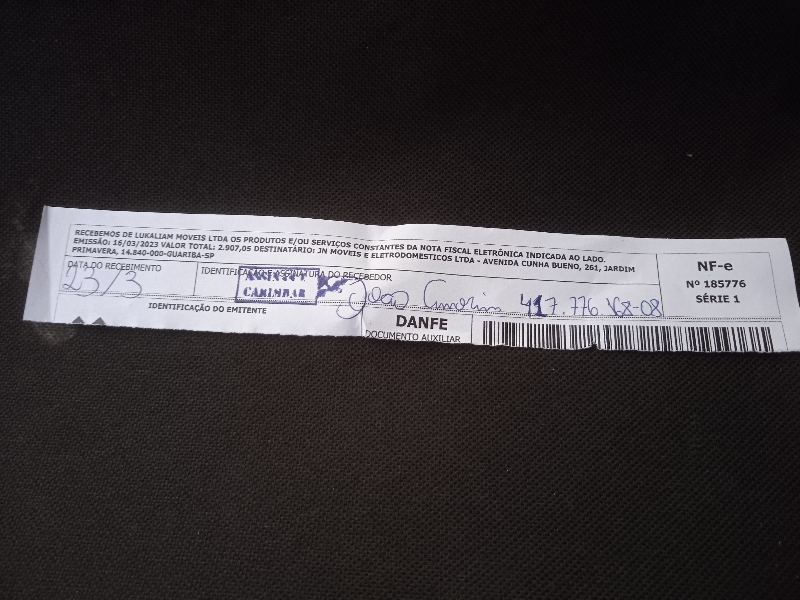 RECEBEMOS DE LUKALIAM MOVEIS LTDA OS PRODUTOS E/OU SERVIÇOS CONSTANTES DA NOTA FISCAL ELETRÔNICA INDICADA AO LADO.
EMISSÃO: 16/03/2023 VALOR TOTAL: 2.907,05 DESTINATÁRIO: JN MOVEIS E ELETRODOMESTICOS LTDA - AVENIDA CUNHA BUENO, 261, JARDIM
PRIMAVERA, 14.840-000-GUARIBA-SP
NF-e
Nº 185776
SÉRIE 1
DATA DO RECEBIMENTO
23/3
IDENTIFICAÇÃO E ASSINATURA DO RECEBEDOR
CARIMBAR
417.776
IDENTIFICAÇÃO DO EMITENTE
DANFE
DOCUMENTO AUXILIAR